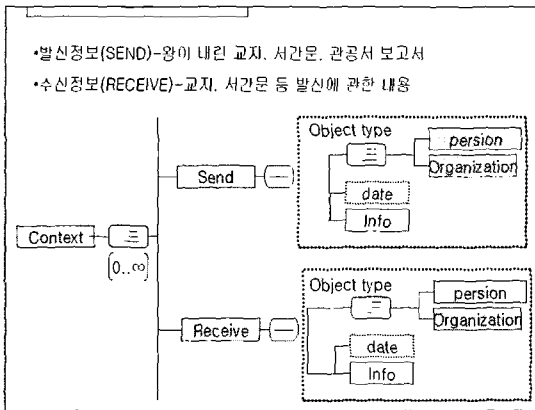 •발신정보(SEND)-왕이 내린 교지, 서간문, 관공서 보고서
•수신정보(RECEIVE)-교지, 서간문 등 발신에 관한 내용
Object type
persion
Organization
Send
date
Info
Context
[0..∞]
Object type
persion
Organization
Receive
date
Info